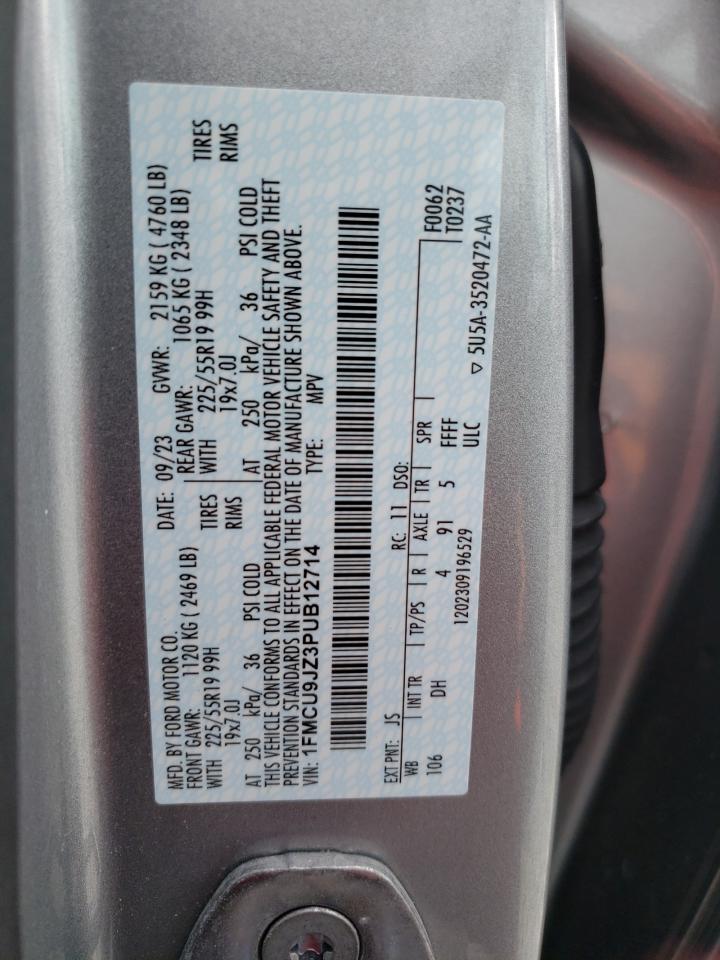 MFD. BY FORD MOTOR CO.
DATE: 09/23 GVWR: 2159 KG ( 4760 LB)
FRONT GAWR: 1120 KG ( 2469 LB) REAR GAWR: 1065 KG ( 2348 LB)
WITH 225/55R19 99H TIRES WITH 225/55R19 99H TIRES
19x7.0J RIMS 19x7.0J RIMS
AT 250 kPa/ 36 PSI COLD AT 250 kPa/ 36 PSI COLD
THIS VEHICLE CONFORMS TO ALL APPLICABLE FEDERAL MOTOR VEHICLE SAFETY AND THEFT
PREVENTION STANDARDS IN EFFECT ON THE DATE OF MANUFACTURE SHOWN ABOVE.
VIN: 1FMCU9JZ3PUB12714 TYPE: MPV
EXT PNT: JS RC: 11 DSO:
WB INT TR TP/PS R AXLE TR SPR F0062
106 DH 4 91 5 FFFF T0237
ULC
1202309196529 ▽ 5U5A-3520472-AA